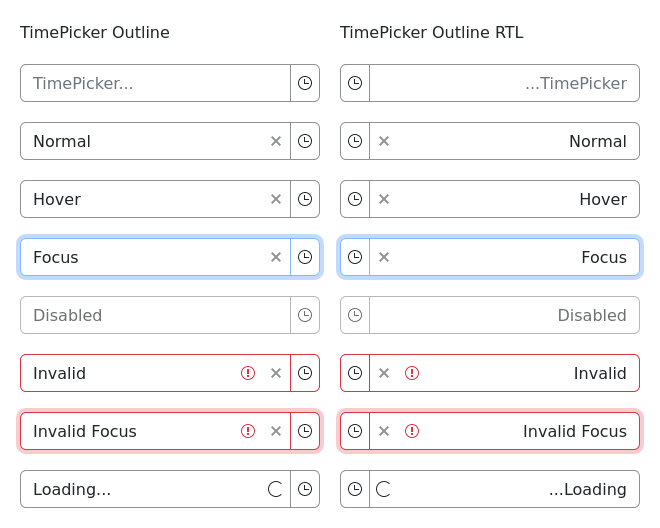 TimePicker Outline
TimePicker...
Normal
Hover
Focus
Disabled
Invalid
Invalid Focus
Loading...
TimePicker Outline RTL
...TimePicker
Normal
Hover
Focus
Disabled
Invalid
Invalid Focus
...Loading